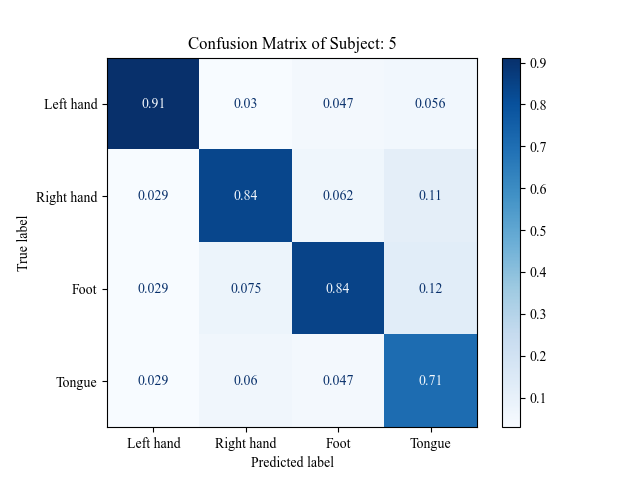 Confusion Matrix of Subject: 5
Left hand 0.91 0.03 0.047 0.056
Right hand 0.029 0.84 0.062 0.11
Foot 0.029 0.075 0.84 0.12
Tongue 0.029 0.06 0.047 0.71
Left hand Right hand Foot Tongue
Predicted label
True label
0.9
0.8
0.7
0.6
0.5
0.4
0.3
0.2
0.1